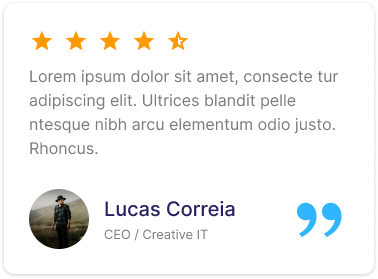 Lorem ipsum dolor sit amet, consecte tur
adipiscing elit. Ultrices blandit pelle
ntesque nibh arcu elementum odio justo.
Rhoncus.
Lucas Correia
CEO / Creative IT